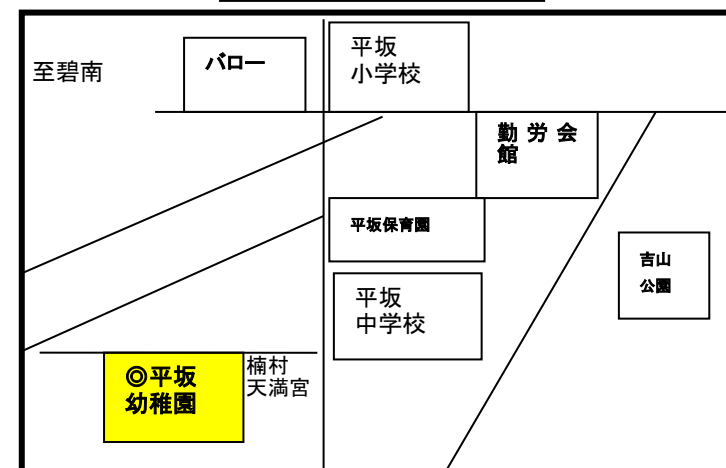 至碧南
バロー
平坂
小学校
勤労会
館
平坂保育園
吉山
公園
平坂
中学校
◎平坂
幼稚園
楠村
天満宮